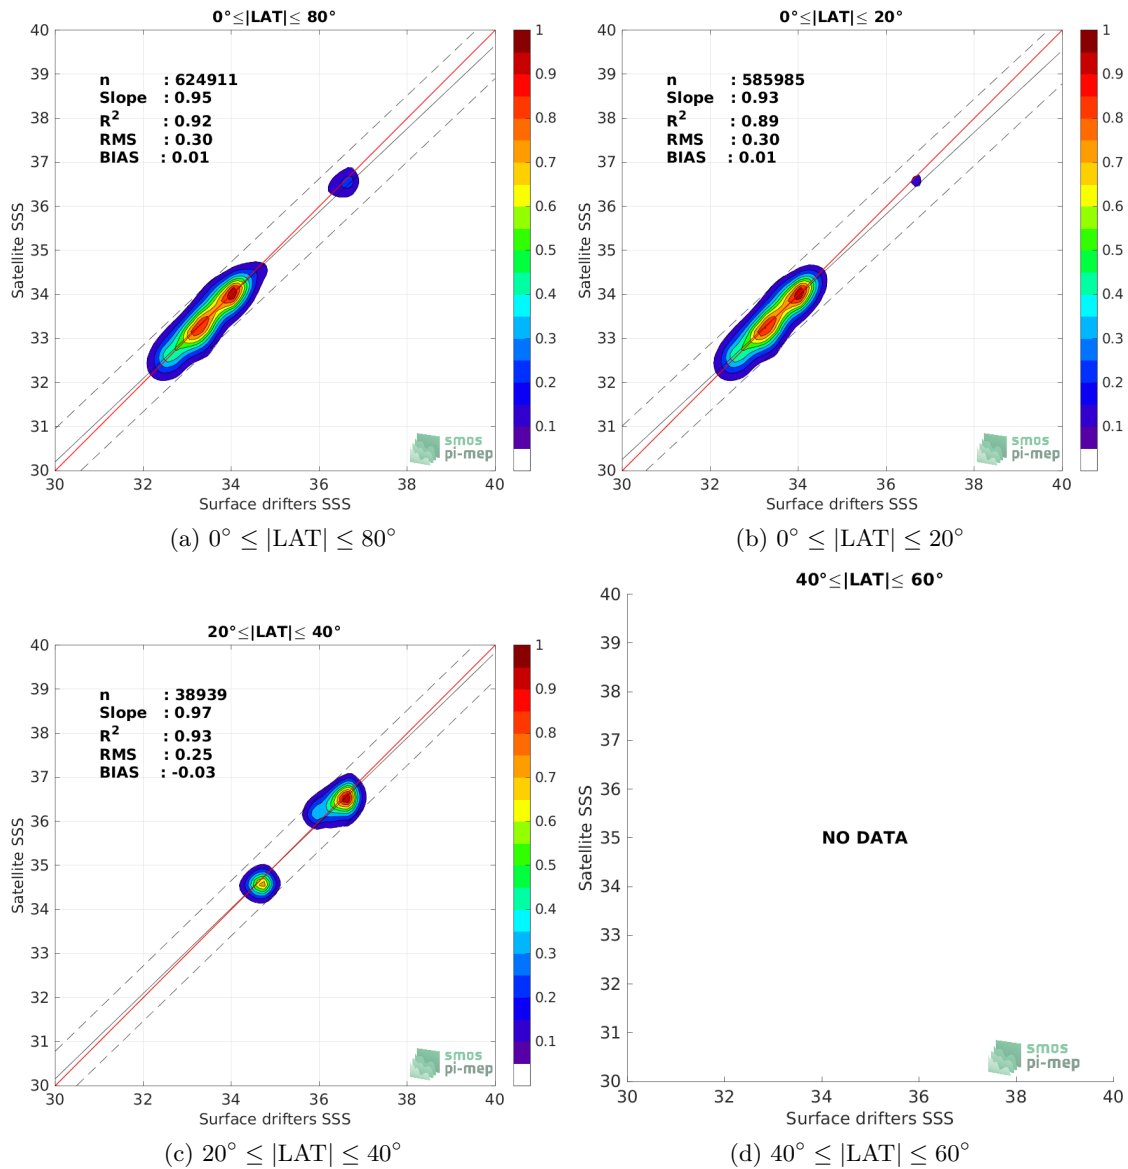 0°≤|LAT|≤ 80°
40
39
38
37
36
35
34
33
32
31
30
Satellite SSS
n : 624911
Slope : 0.95
R2 : 0.92
RMS : 0.30
BIAS : 0.01
smos
pi-mep
30 32 34 36 38 40
Surface drifters SSS
1
0.9
0.8
0.7
0.6
0.5
0.4
0.3
0.2
0.1
(a) 0° ≤ |LAT| ≤ 80°
0°≤|LAT|≤ 20°
40
39
38
37
36
35
34
33
32
31
30
Satellite SSS
n : 585985
Slope : 0.93
R2 : 0.89
RMS : 0.30
BIAS : 0.01
smos
pi-mep
30 32 34 36 38 40
Surface drifters SSS
1
0.9
0.8
0.7
0.6
0.5
0.4
0.3
0.2
0.1
(b) 0° ≤ |LAT| ≤ 20°
20°≤|LAT|≤ 40°
40
39
38
37
36
35
34
33
32
31
30
Satellite SSS
n : 38939
Slope : 0.97
R2 : 0.93
RMS : 0.25
BIAS : -0.03
smos
pi-mep
30 32 34 36 38 40
Surface drifters SSS
1
0.9
0.8
0.7
0.6
0.5
0.4
0.3
0.2
0.1
(c) 20° ≤ |LAT| ≤ 40°
40°≤|LAT|≤ 60°
40
39
38
37
36
35
34
33
32
31
30
Satellite SSS
NO DATA
smos
pi-mep
30 32 34 36 38 40
Surface drifters SSS
(d) 40° ≤ |LAT| ≤ 60°